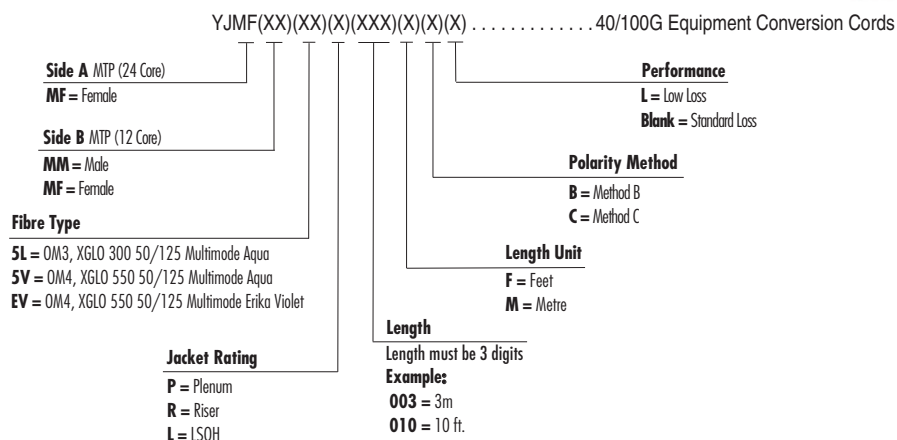 YJMF(XX)(XX)(X)(XXX)(X)(X)(X) . . . . . . . . . . . . . 40/100G Equipment Conversion Cords
Side A MTP (24 Core)
MF = Female
Side B MTP (12 Core)
MM = Male
MF = Female
Fibre Type
5L = OM3, XGLO 300 50/125 Multimode Aqua
5V = OM4, XGLO 550 50/125 Multimode Aqua
EV = OM4, XGLO 550 50/125 Multimode Erika Violet
Jacket Rating
P = Plenum
R = Riser
L = LSOH
Length
Length must be 3 digits
Example:
003 = 3m
010 = 10 ft.
Length Unit
F = Feet
M = Metre
Polarity Method
B = Method B
C = Method C
Performance
L = Low Loss
Blank = Standard Loss